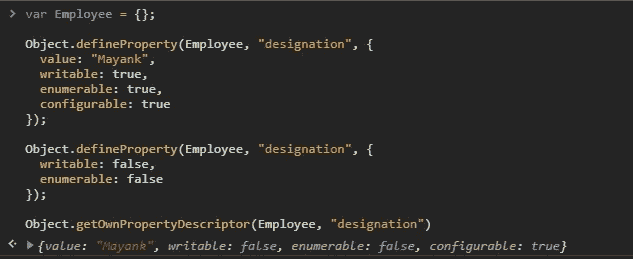 > var Employee = {};
Object.defineProperty(Employee, "designation", {
value: "Mayank",
writable: true,
enumerable: true,
configurable: true
});
Object.defineProperty(Employee, "designation", {
writable: false,
enumerable: false
});
Object.getOwnPropertyDescriptor(Employee, "designation")
{value: "Mayank", writable: false, enumerable: false, configurable: true}